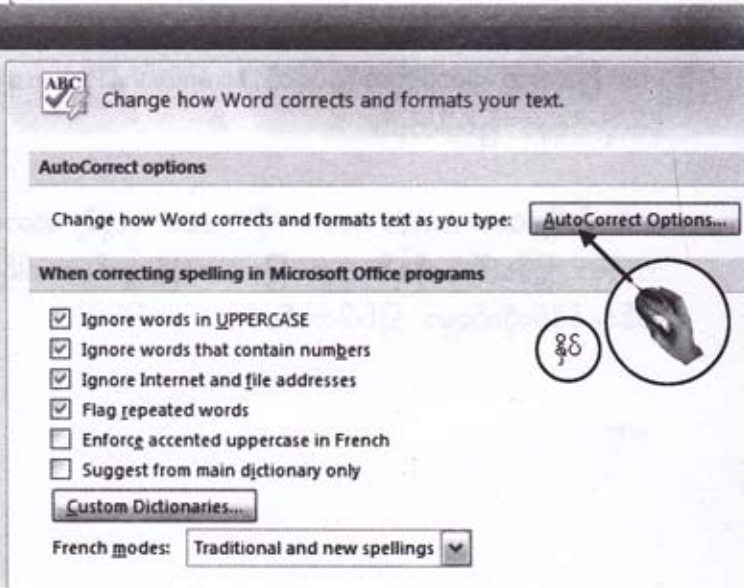 ABC
Change how Word corrects and formats your text.
AutoCorrect options
Change how Word corrects and formats text as you type: AutoCorrect Options...
When correcting spelling in Microsoft Office programs
Ignore words in UPPERCASE
Ignore words that contain numbers
နှိပ်
Ignore Internet and file addresses
Flag repeated words
Enforce accented uppercase in French
Suggest from main dictionary only
Custom Dictionaries...
French modes: Traditional and new spellings